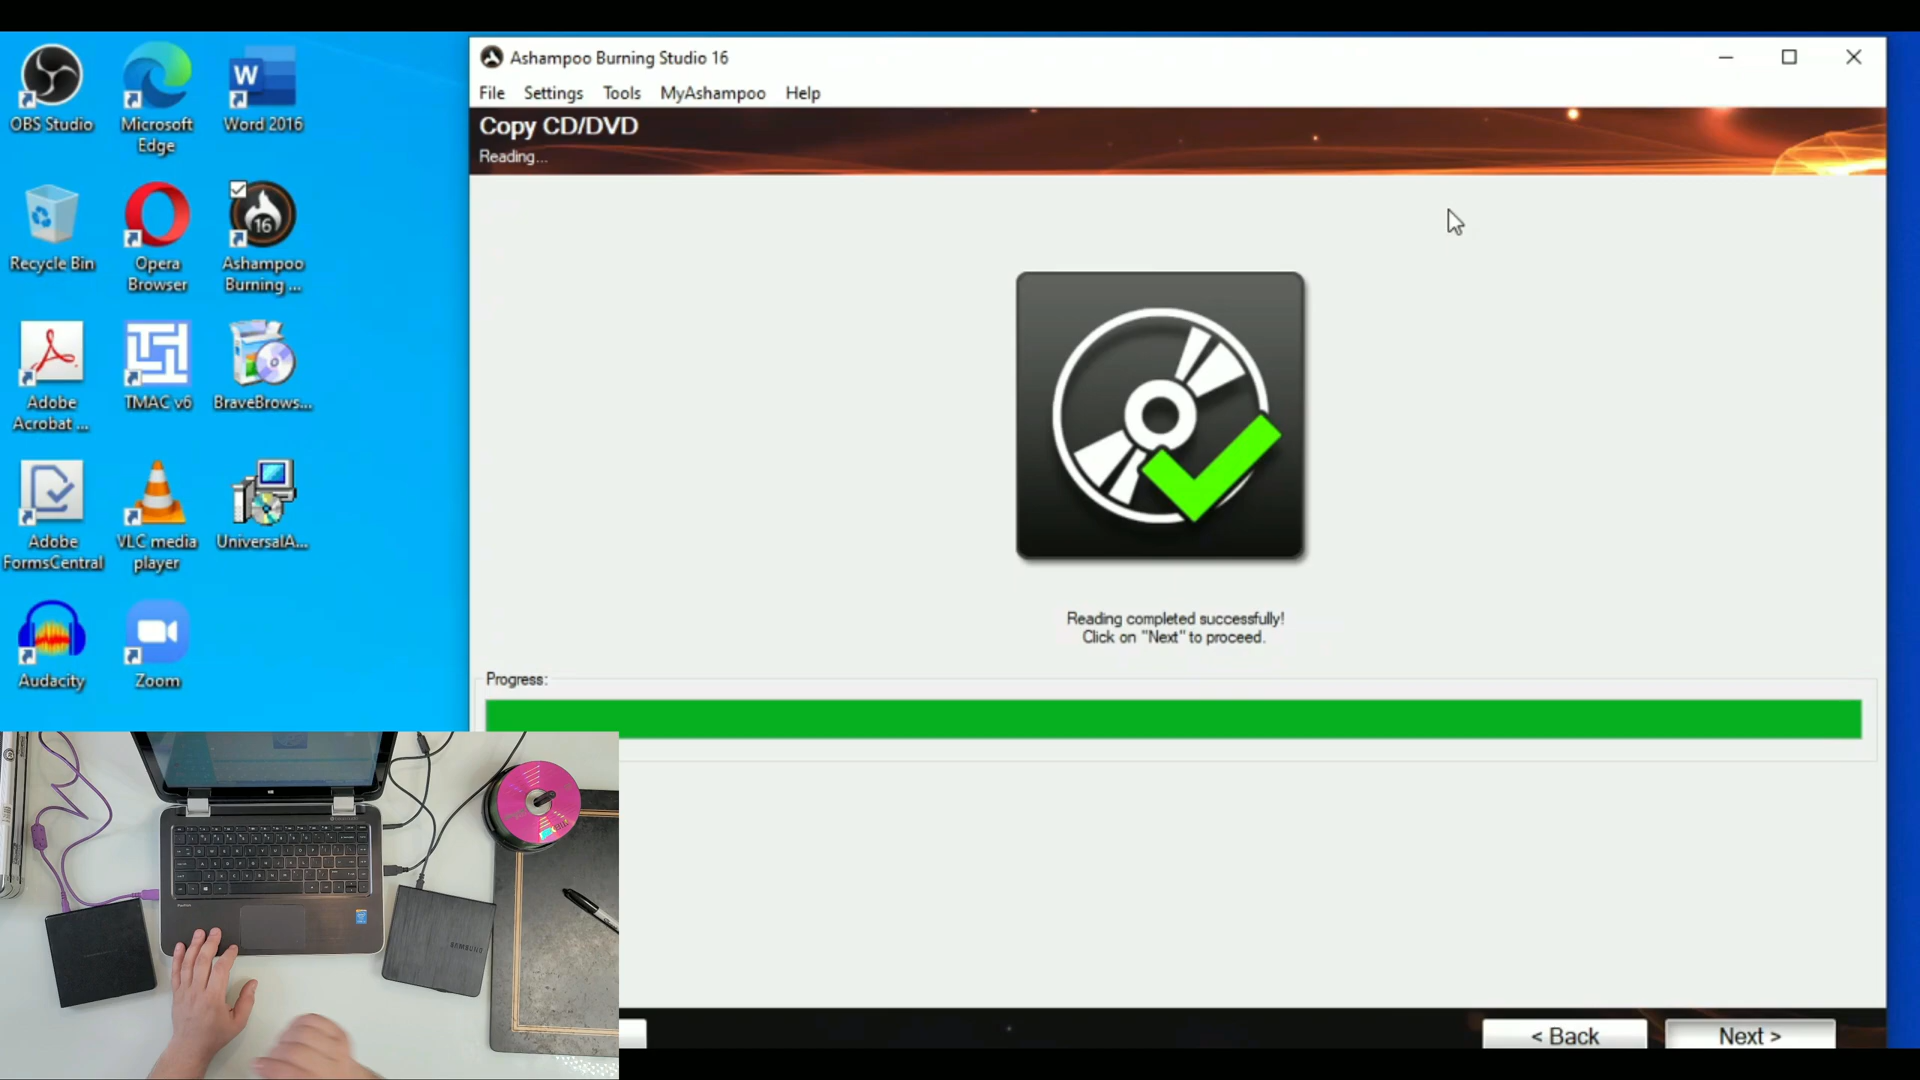 Ashampoo Burning Studio 16
File Settings Tools MyAshampoo Help
Copy CD/DVD
Reading...
OBS Studio
Microsoft
Edge
W
Word 2016
Recycle Bin
Opera
Browser
16
Ashampoo
Burning ...
Adobe
Acrobat ...
TMAC v6
BraveBrows...
Adobe
FormsCentral
VLC media
player
UniversalA...
Audacity
Zoom
Reading completed successfully!
Click on "Next" to proceed.
Progress:
SAMSUNG
< Back
Next >